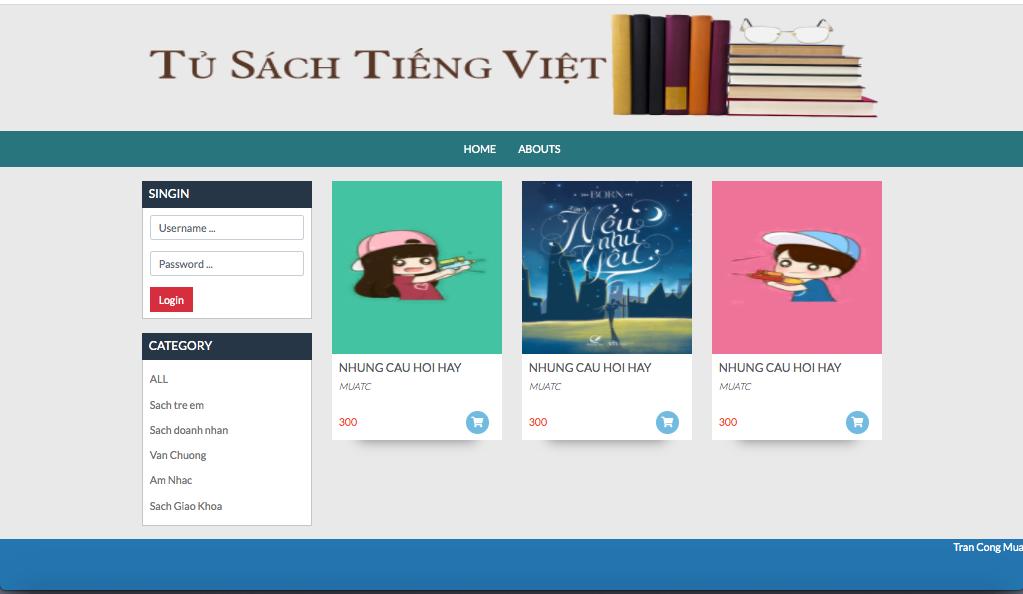 TỦ SÁCH TIẾNG VIỆT
HOME ABOUTS
SINGIN
Username ...
Password ...
Login
CATEGORY
ALL
Sach tre em
Sach doanh nhan
Van Chuong
Am Nhac
Sach Giao Khoa
NHUNG CAU HOI HAY
MUATC
300
BORN
Nếu
như
yêu
NHUNG CAU HOI HAY
MUATC
300
NHUNG CAU HOI HAY
MUATC
300
Tran Cong Mua